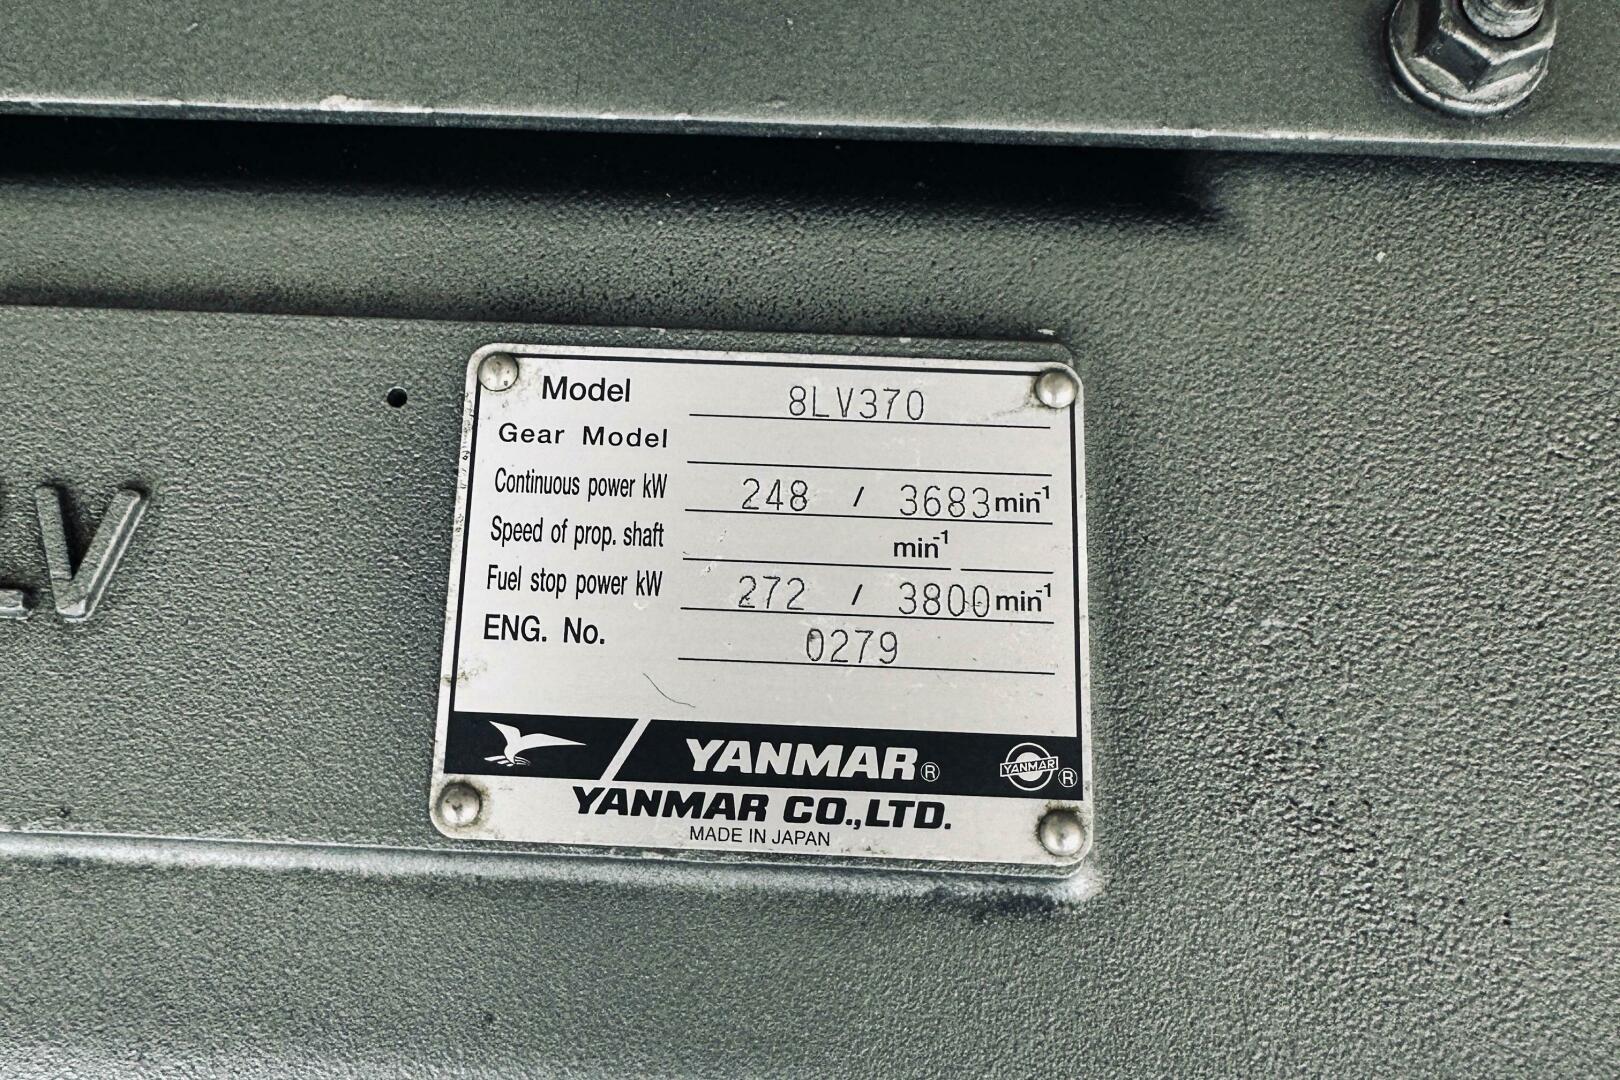 Model 8LV370
Gear Model
Continuous power kW 248 / 3683 min⁻¹
Speed of prop. shaft min⁻¹
Fuel stop power kW 272 / 3800 min⁻¹
ENG. No. 0279
LV
YANMAR® YANMAR ®
YANMAR CO.,LTD.
MADE IN JAPAN